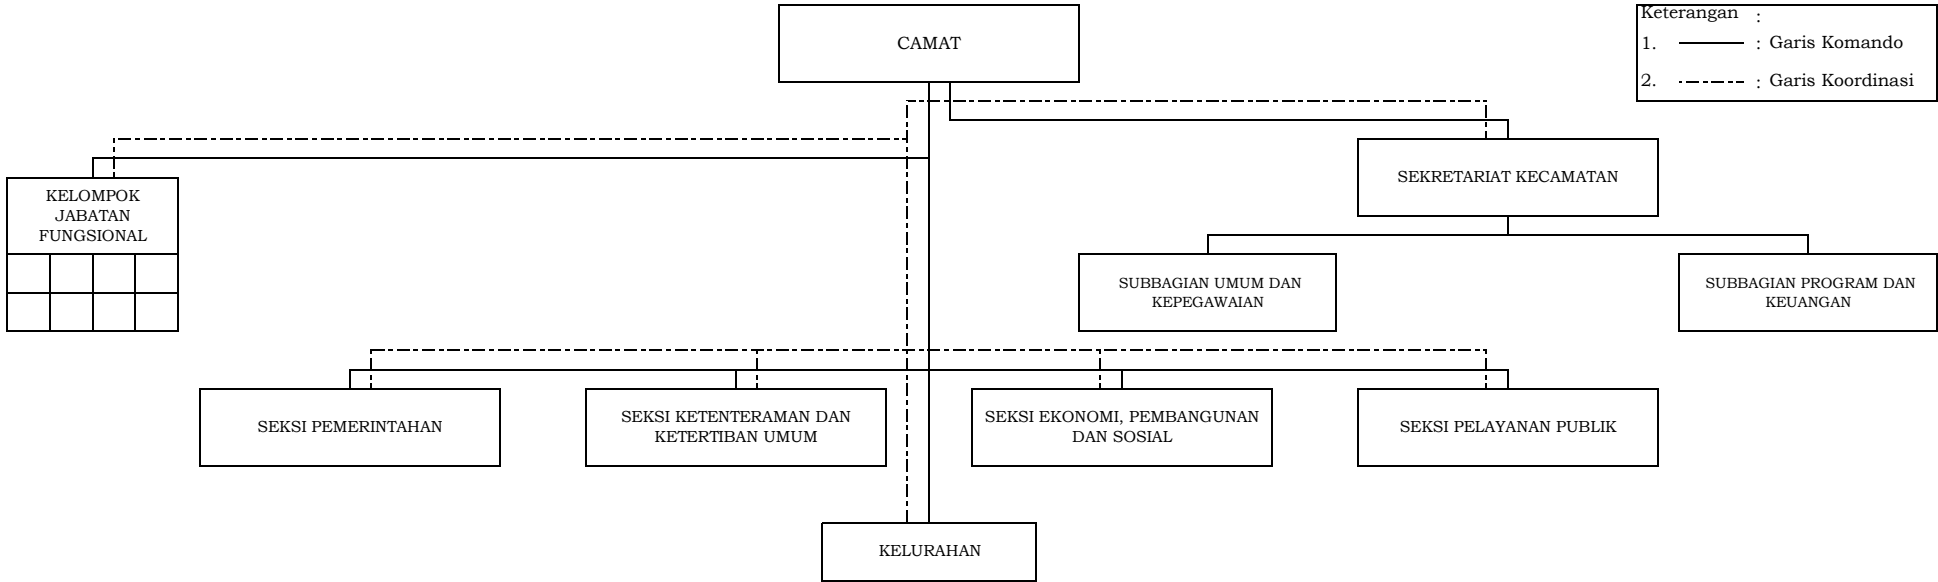 CAMAT
Keterangan :
1. : Garis Komando
2. : Garis Koordinasi
KELOMPOK
JABATAN
FUNGSIONAL
SEKRETARIAT KECAMATAN
SUBBAGIAN UMUM DAN
KEPEGAWAIAN
SUBBAGIAN PROGRAM DAN
KEUANGAN
SEKSI PEMERINTAHAN
SEKSI KETENTERAMAN DAN
KETERTIBAN UMUM
SEKSI EKONOMI, PEMBANGUNAN
DAN SOSIAL
SEKSI PELAYANAN PUBLIK
KELURAHAN